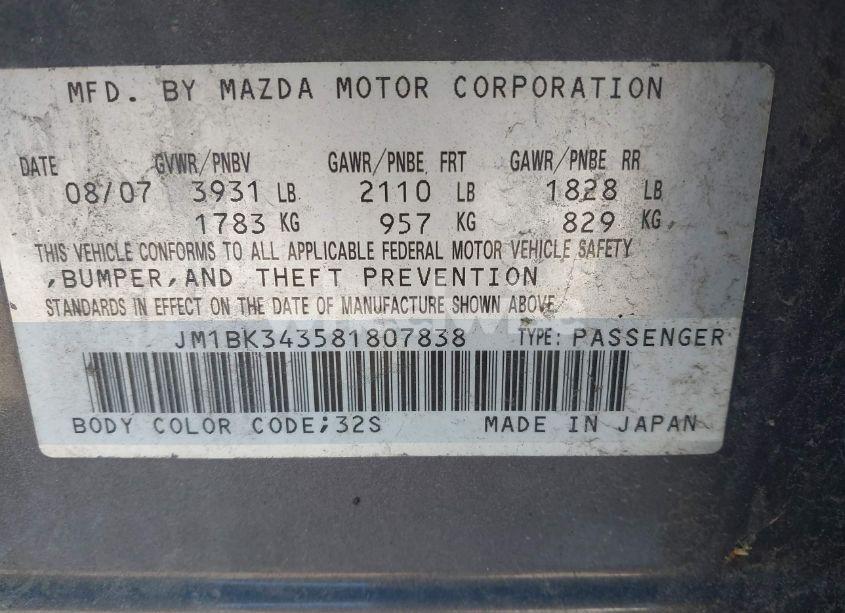 MFD. BY MAZDA MOTOR CORPORATION
DATE GVWR/PNBV GAWR/PNBE FRT GAWR/PNBE RR
08/07 3931 LB 2110 LB 1828 LB
1783 KG 957 KG 829 KG
THIS VEHICLE CONFORMS TO ALL APPLICABLE FEDERAL MOTOR VEHICLE SAFETY
,BUMPER,AND THEFT PREVENTION
STANDARDS IN EFFECT ON THE DATE OF MANUFACTURE SHOWN ABOVE.
JM1BK343581807838 TYPE: PASSENGER
BODY COLOR CODE;32S MADE IN JAPAN